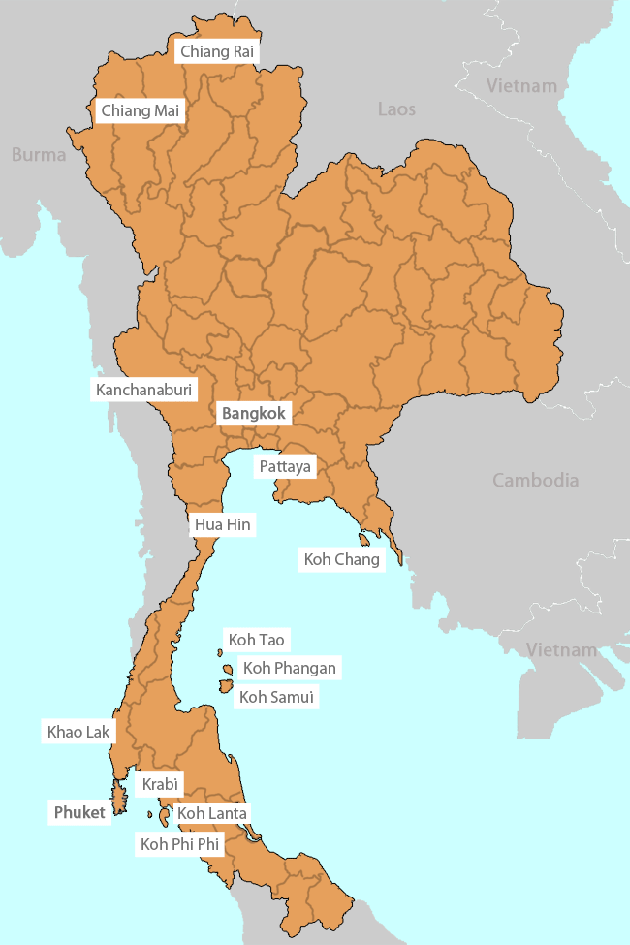 Chiang Rai
Vietnam
Chiang Mai
Laos
Burma
Kanchanaburi
Bangkok
Pattaya
Cambodia
Hua Hin
Koh Chang
Koh Tao
Vietnam
Koh Phangan
Koh Samui
Khao Lak
Krabi
Phuket
Koh Lanta
Koh Phi Phi